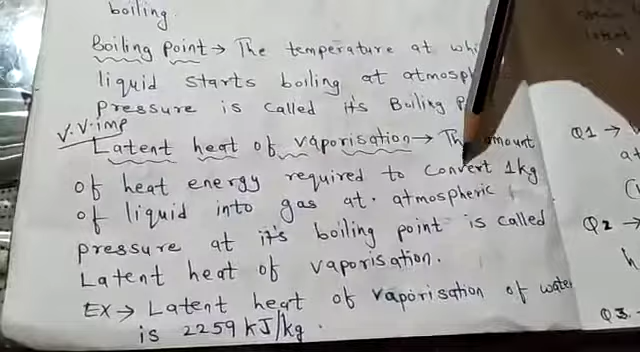 boiling.
Boiling point → The temperature at
liquid starts boiling at
pressure is called it's Boiling
V.V.imp
Latent heat of vaporisation → The amount
of heat energy required to convert 1kg
of liquid into gas at atmospheric
pressure at it's boiling point is called
Latent heat of vaporisation.
EX → Latent heat of vaporisation of water
is 2259 kJ/kg.
Q1 →
Q2 →
Q3.